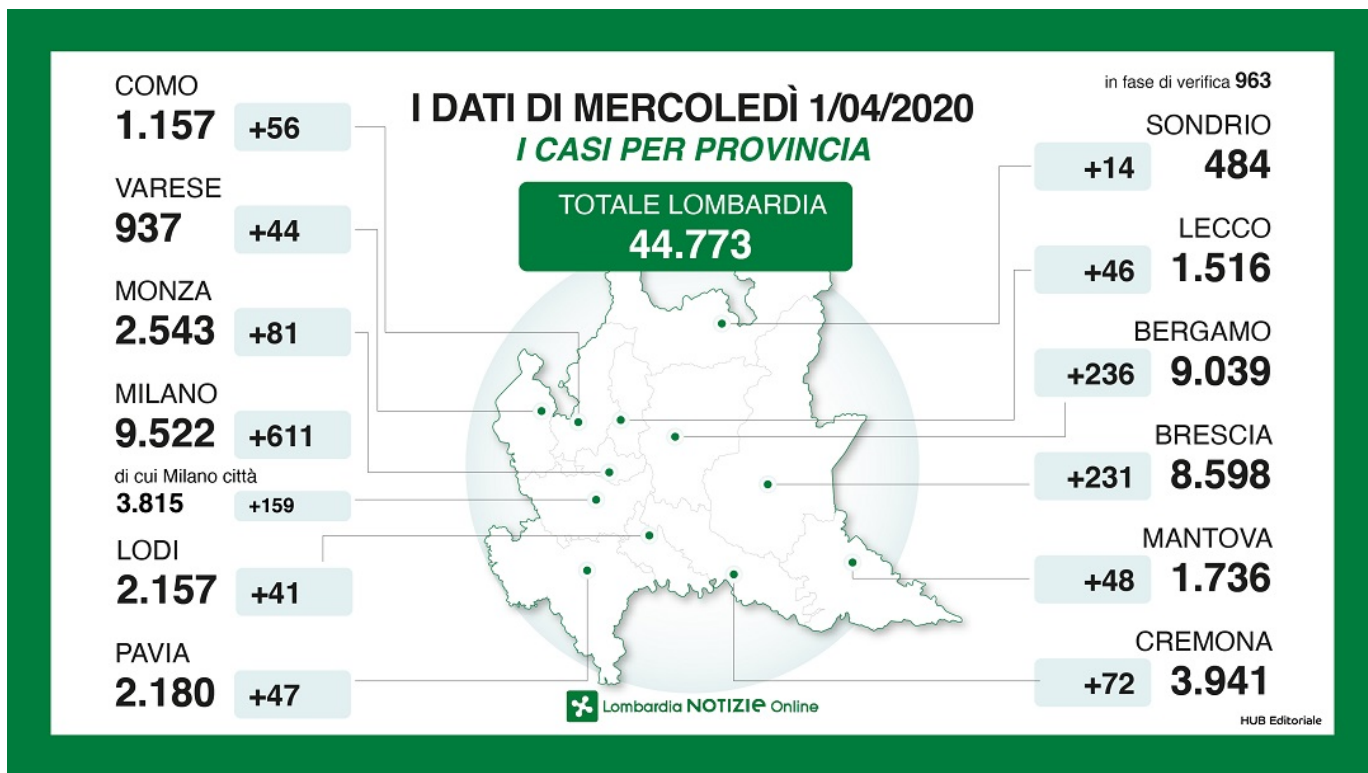 I DATI DI MERCOLEDÌ 1/04/2020
I CASI PER PROVINCIA
TOTALE LOMBARDIA
44.773
COMO
1.157 +56
VARESE
937 +44
MONZA
2.543 +81
MILANO
9.522 +611
di cui Milano città
3.815 +159
LODI
2.157 +41
PAVIA
2.180 +47
in fase di verifica 963
SONDRIO
+14 484
LECCO
+46 1.516
BERGAMO
+236 9.039
BRESCIA
+231 8.598
MANTOVA
+48 1.736
CREMONA
+72 3.941
Lombardia NOTIZIe Online
HUB Editoriale